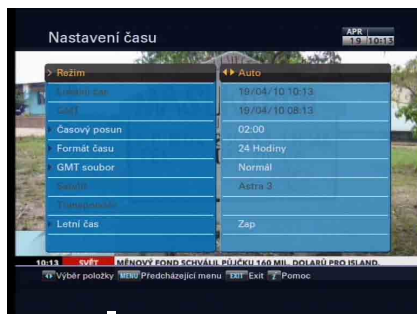 Nastavení času
APR
19 10:13
> Režim Auto
Lokální čas 19/04/10 10:13
GMT 19/04/10 08:13
Časový posun 02:00
Formát času 24 Hodiny
GMT soubor Normál
Satelit Astra 3
Transpondér
Letní čas Zap
10:13 SVĚT MĚNOVÝ FOND SCHVÁLIL PŮJČKU 160 MIL. DOLARŮ PRO ISLAND.
Výběr položky MENU Předcházející menu EXIT Exit ? Pomoc